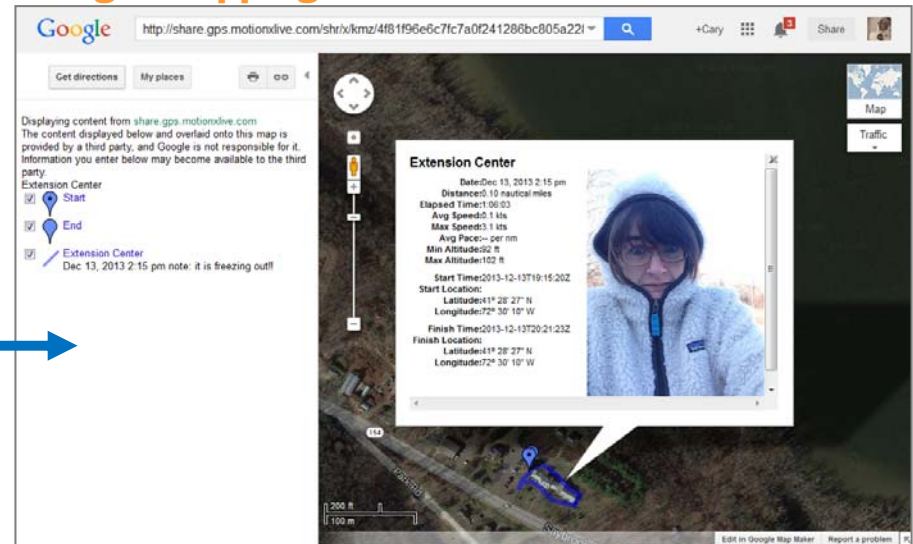 Google
http://share.gps.motionxlive.com/shr/x/kmz/4f81f96e6c7fc7a0f241286bc805a22
+Cary
3
Share
Get directions
My places
Map
Traffic
Displaying content from share.gps.motionxlive.com
The content displayed below and overlaid onto this map is
provided by a third party, and Google is not responsible for it.
Information you enter below may become available to the third
party.
Extension Center
Start
End
Extension Center
Dec 13, 2013 2:15 pm note: it is freezing out!!
Extension Center
Date:Dec 13, 2013 2:15 pm
Distance:0.10 nautical miles
Elapsed Time:1:06:03
Avg Speed:0.1 kts
Max Speed:3.1 kts
Avg Pace:-- per nm
Min Altitude:92 ft
Max Altitude:102 ft
Start Time:2013-12-13T19:15:20Z
Start Location:
Latitude:41º 28' 27" N
Longitude:72º 30' 10" W
Finish Time:2013-12-13T20:21:23Z
Finish Location:
Latitude:41º 28' 27" N
Longitude:72º 30' 10" W
154
Park Rd
200 ft
100 m
Edit in Google Map Maker
Report a problem